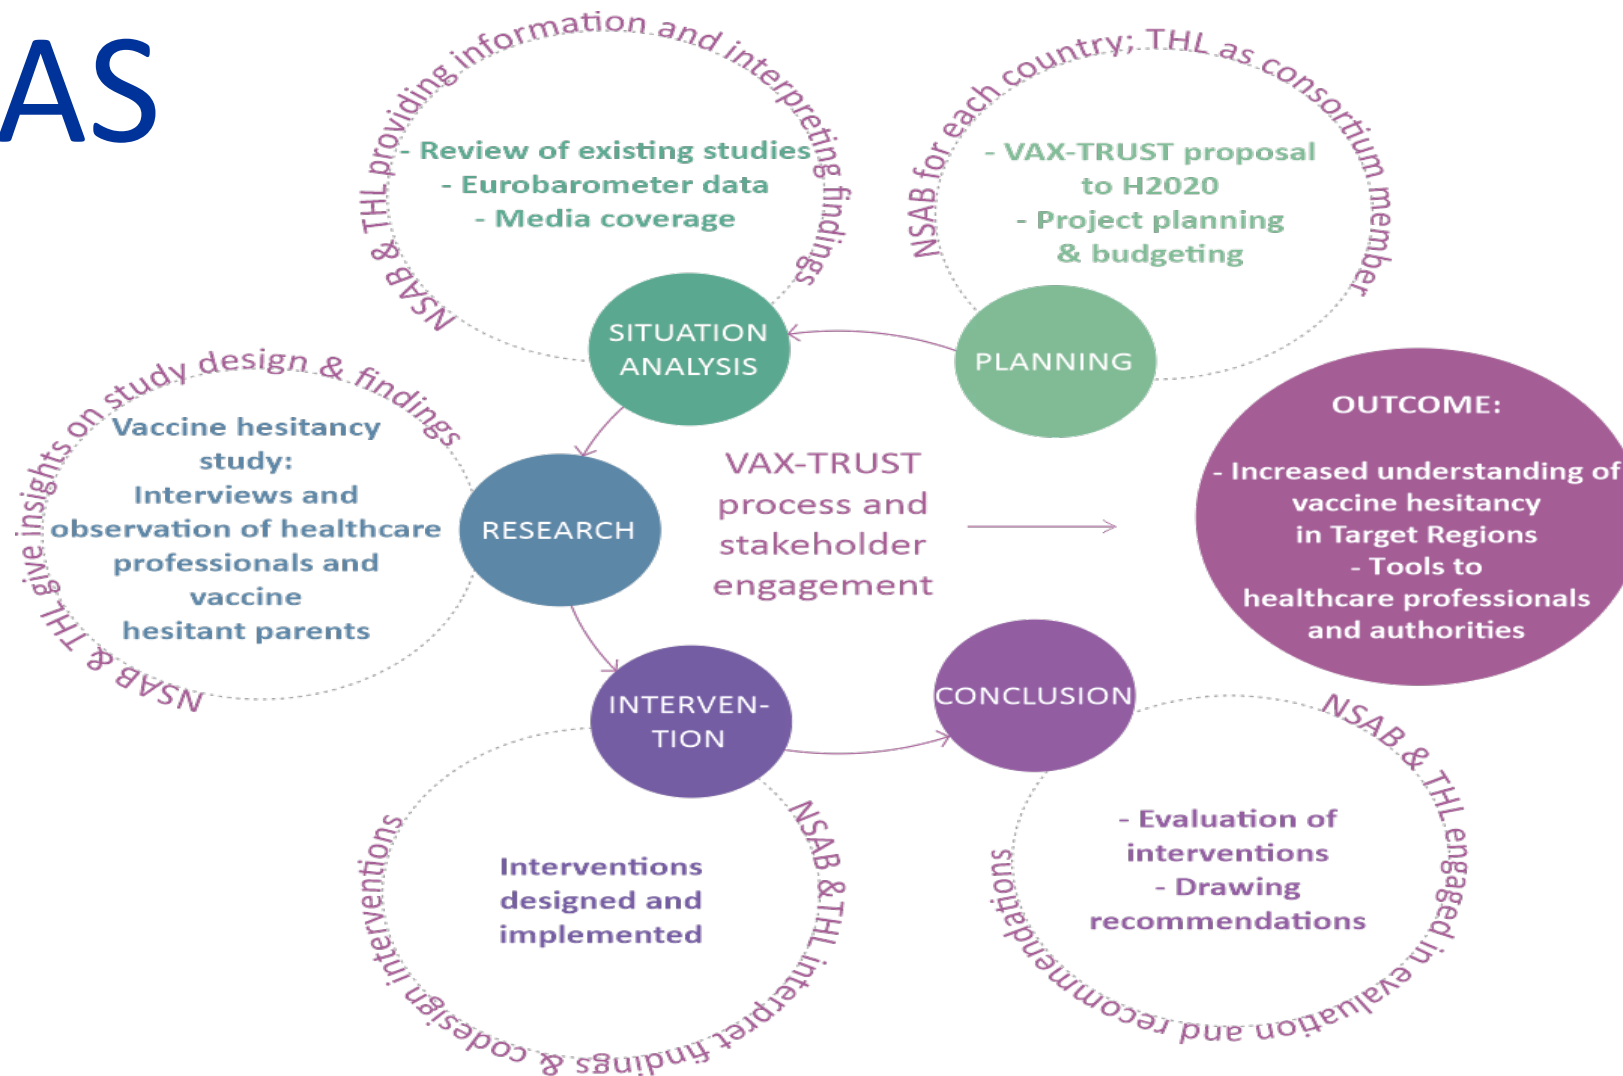 AS
NSAB & THL providing information and interpreting findings
- Review of existing studies
- Eurobarometer data
- Media coverage
SITUATION
ANALYSIS
NSAB for each country; THL as consortium member
- VAX-TRUST proposal
to H2020
- Project planning
& budgeting
PLANNING
NSAB & THL give insights on study design & findings
Vaccine hesitancy
study:
Interviews and
observation of healthcare
professionals and
vaccine
hesitant parents
RESEARCH
VAX-TRUST
process and
stakeholder
engagement
OUTCOME:
- Increased understanding of
vaccine hesitancy
in Target Regions
- Tools to
healthcare professionals
and authorities
INTERVEN-
TION
NSAB &THL interpret findings & codesign interventions
Interventions
designed and
implemented
CONCLUSION
NSAB & THL engaged in evaluation and recommendations
- Evaluation of
interventions
- Drawing
recommendations